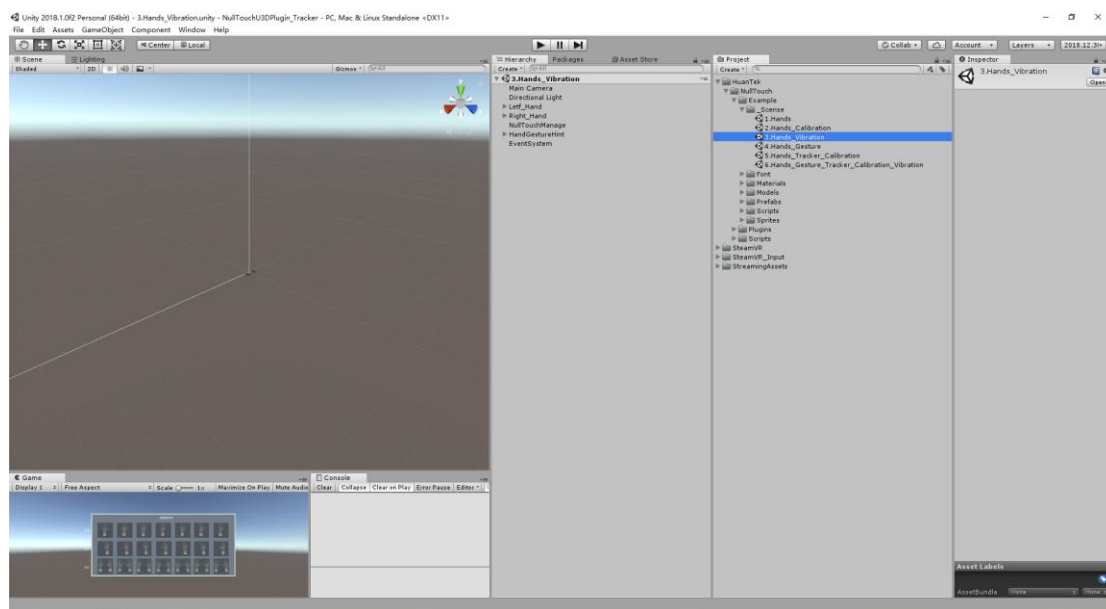 Unity 2018.1.0f2 Personal (64bit) - 3.Hands_Vibration.unity - NullTouchU3DPlugin_Tracker - PC, Mac & Linux Standalone <DX11>
File Edit Assets GameObject Component Window Help
Center Local Collab Account Layers 2018.12.3
Scene Lighting
Shaded 2D Gizmos All
Hierarchy Packages Asset Store
Create All
3.Hands_Vibration
Main Camera
Directional Light
Letf_Hand
Right_Hand
NullTouchManage
HandGestureHint
EventSystem
Project
Create
HuanTek
NullTouch
Example
_Scense
1.Hands
2.Hands_Calibration
3.Hands_Vibration
4.Hands_Gesture
5.Hands_Tracker_Calibration
6.Hands_Gesture_Tracker_Calibration_Vibration
Font
Materials
Models
Prefabs
Scripts
Sprites
Plugins
Scripts
SteamVR
SteamVR_Input
StreamingAssets
Inspector
3.Hands_Vibration
Open
Game
Display 1 Free Aspect Scale 1x Maximize On Play Mute Audio
Console
Clear Collapse Clear on Play Error Pause Editor
Asset Labels
AssetBundle None None